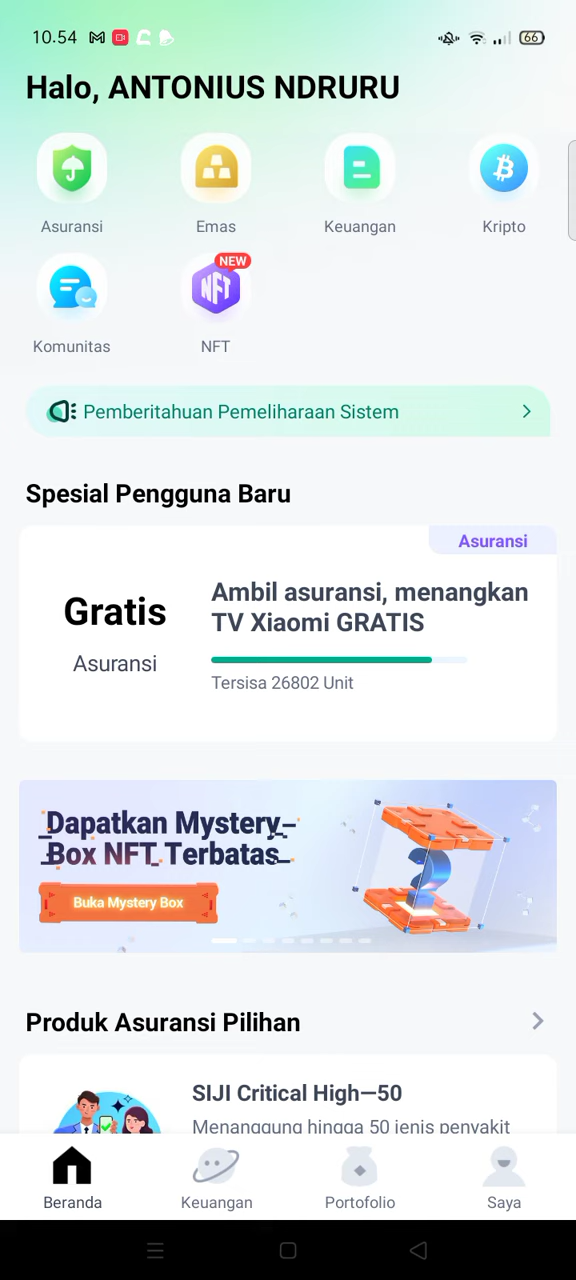 10.54
66
Halo, ANTONIUS NDRURU
Asuransi
Emas
Keuangan
Kripto
NEW
NFT
Komunitas
NFT
Pemberitahuan Pemeliharaan Sistem
Spesial Pengguna Baru
Asuransi
Gratis
Asuransi
Ambil asuransi, menangkan
TV Xiaomi GRATIS
Tersisa 26802 Unit
Dapatkan Mystery
Box NFT Terbatas
Buka Mystery Box
Produk Asuransi Pilihan
SIJI Critical High—50
Menanggung hingga 50 jenis penyakit
Beranda
Keuangan
Portofolio
Saya